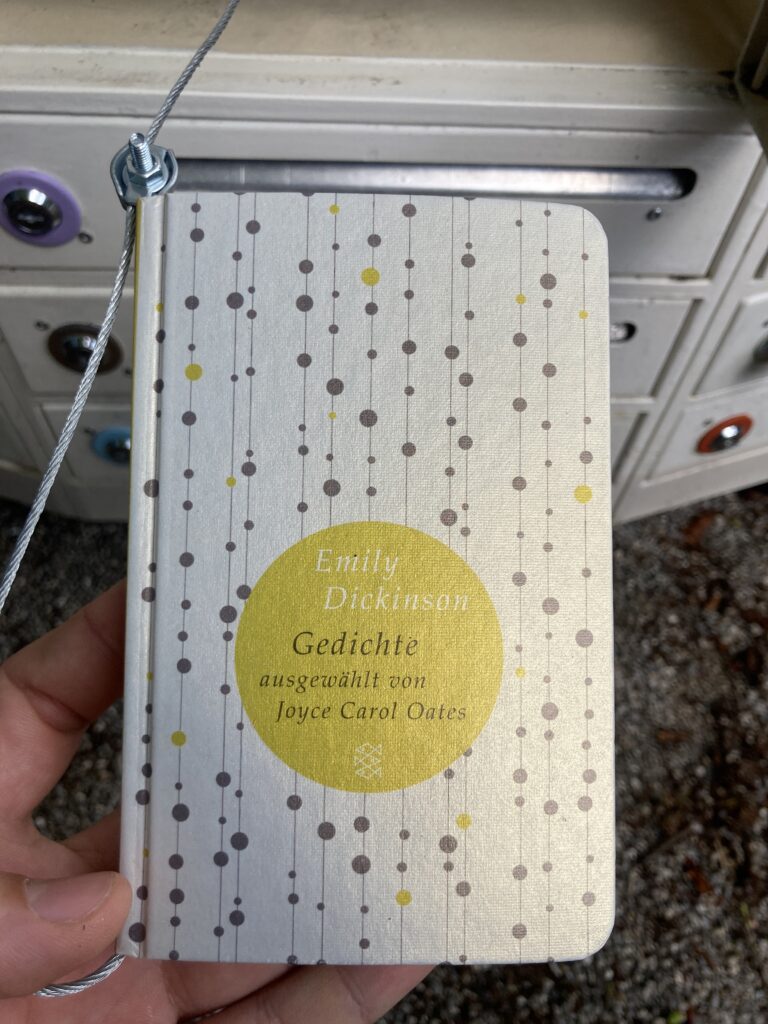 Emily
Dickinson
Gedichte
ausgewählt von
Joyce Carol Oates